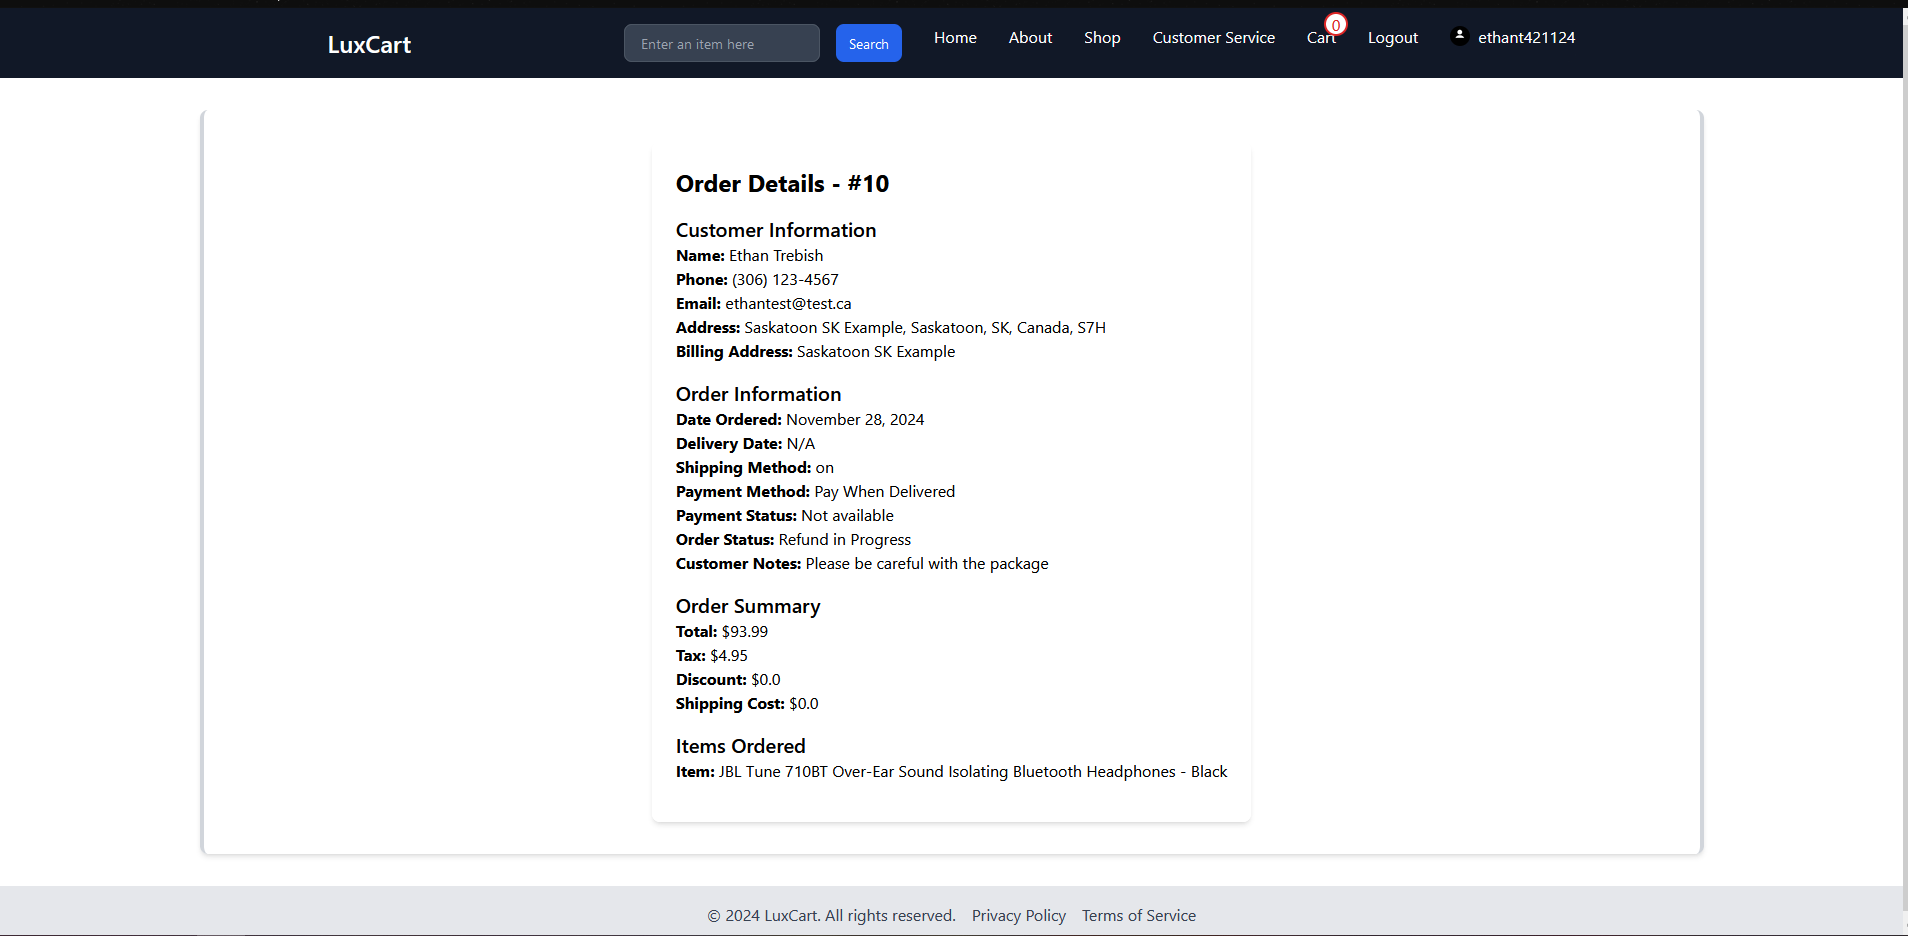 LuxCart
Enter an item here
Search
Home
About
Shop
Customer Service
Cart
0
Logout
ethant421124
Order Details - #10
Customer Information
Name: Ethan Trebish
Phone: (306) 123-4567
Email: ethantest@test.ca
Address: Saskatoon SK Example, Saskatoon, SK, Canada, S7H
Billing Address: Saskatoon SK Example
Order Information
Date Ordered: November 28, 2024
Delivery Date: N/A
Shipping Method: on
Payment Method: Pay When Delivered
Payment Status: Not available
Order Status: Refund in Progress
Customer Notes: Please be careful with the package
Order Summary
Total: $93.99
Tax: $4.95
Discount: $0.0
Shipping Cost: $0.0
Items Ordered
Item: JBL Tune 710BT Over-Ear Sound Isolating Bluetooth Headphones - Black
© 2024 LuxCart. All rights reserved. Privacy Policy Terms of Service